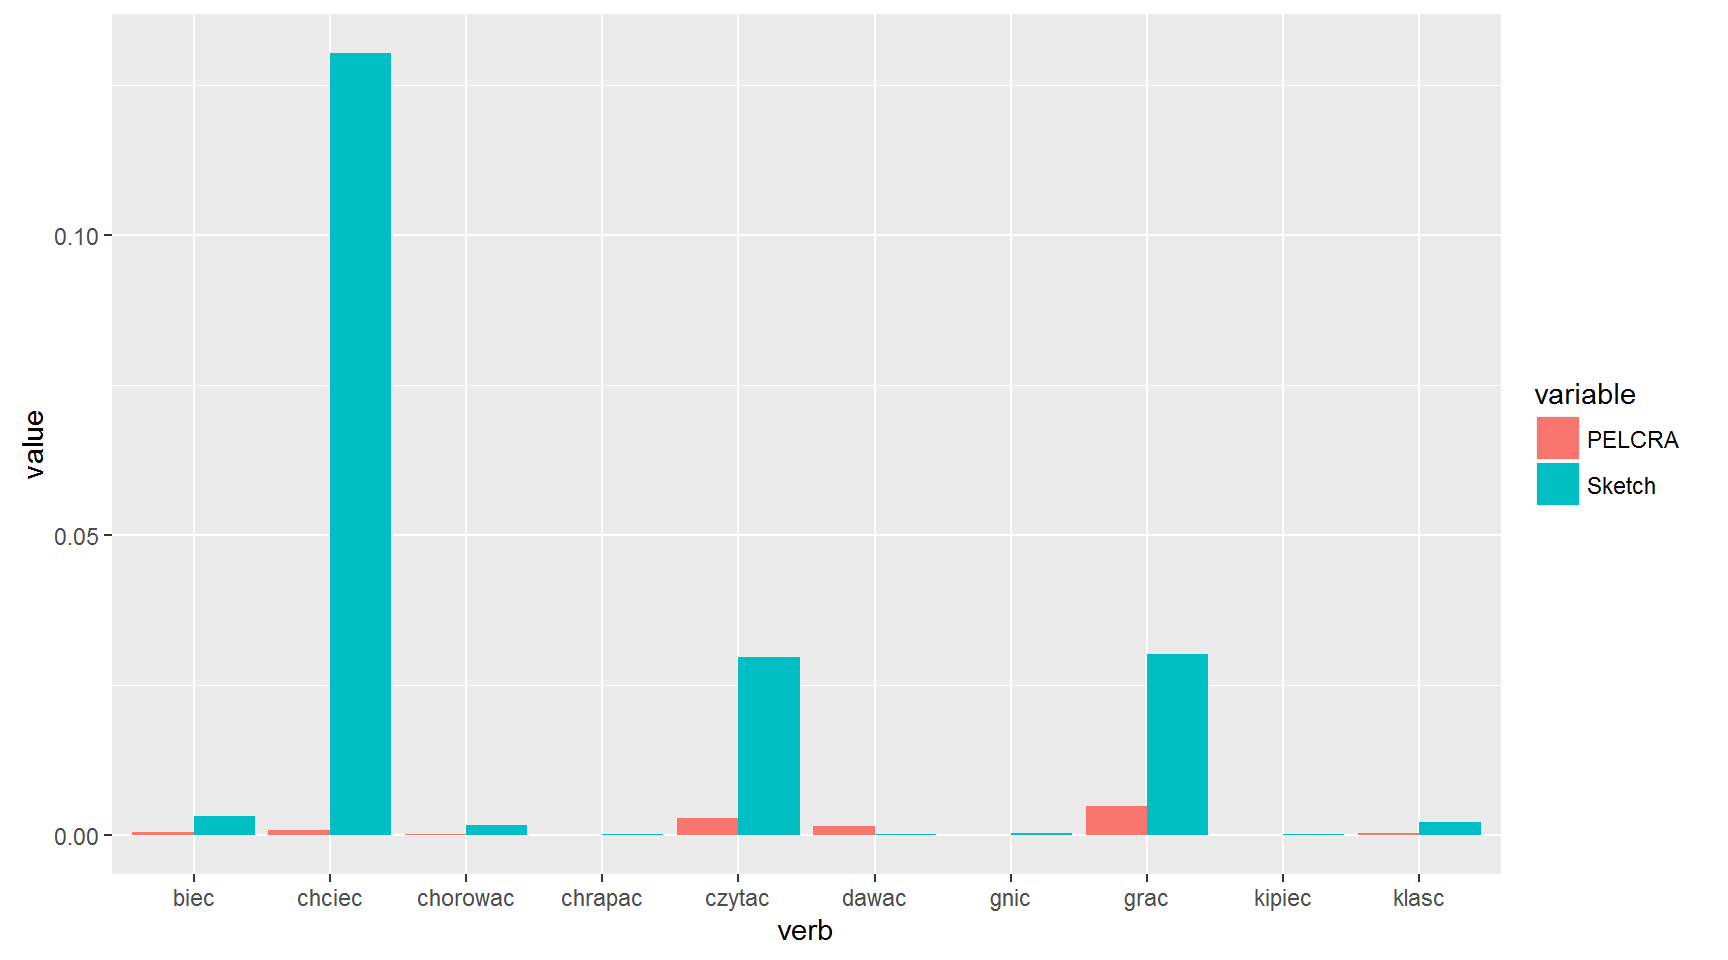 value
0.10
0.05
0.00
biec chciec chorowac chrapac czytac dawac gnic grac kipiec klasc
verb
variable
PELCRA
Sketch